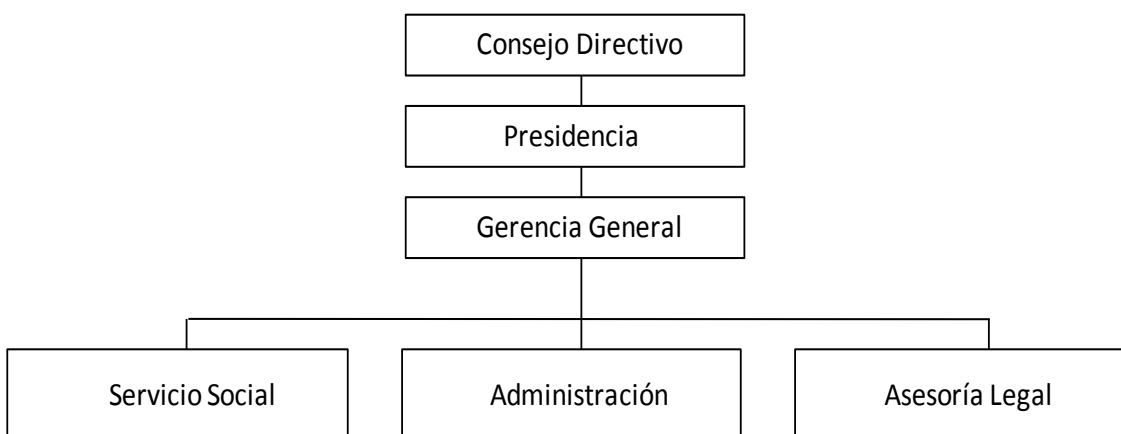 Consejo Directivo
Presidencia
Gerencia General
Servicio Social
Administración
Asesoría Legal